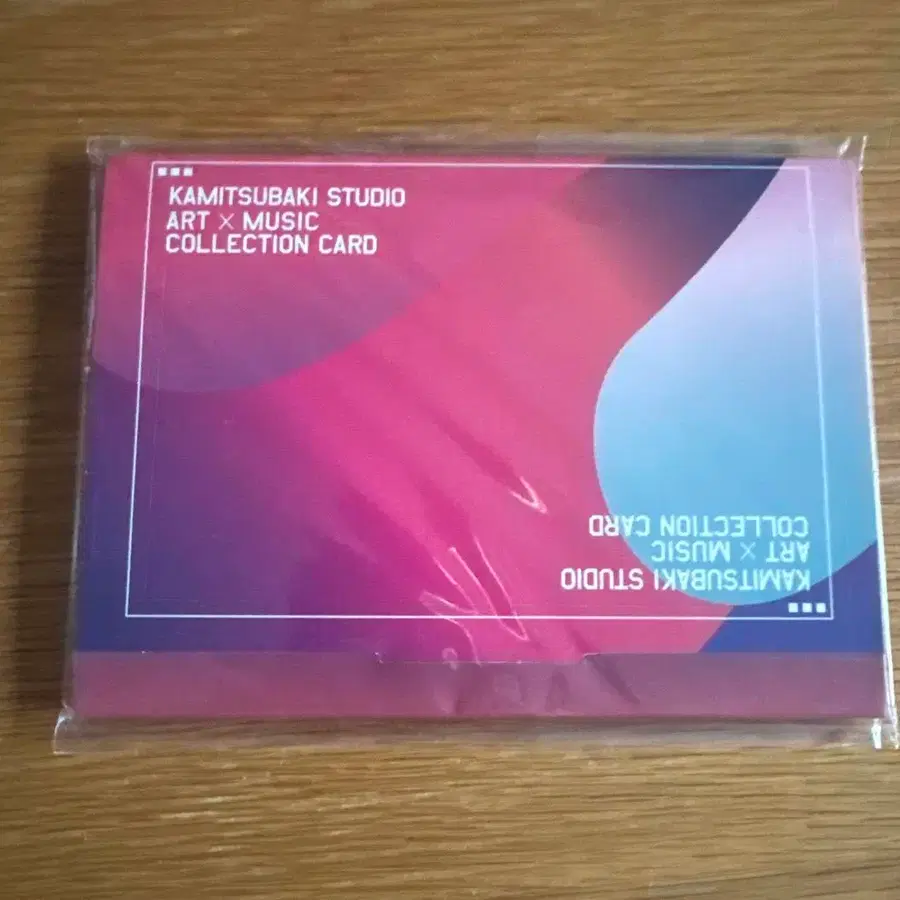 KAMITSUBAKI STUDIO
ART × MUSIC
COLLECTION CARD
KAMITSUBAKI STUDIO
ART × MUSIC
COLLECTION CARD